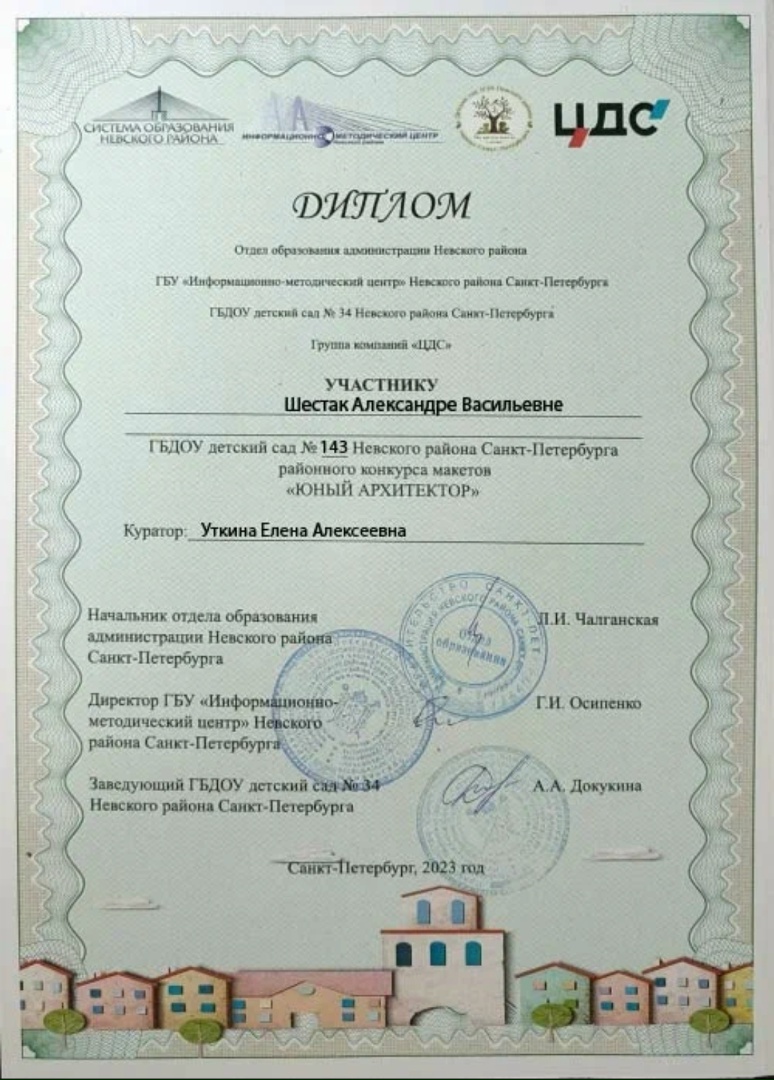 СИСТЕМА ОБРАЗОВАНИЯ
НЕВСКОГО РАЙОНА
ИНФОРМАЦИОННО МЕТОДИЧЕСКИЙ ЦЕНТР
ЦДС
ДИПЛОМ
Отдел образования администрации Невского района
ГБУ «Информационно-методический центр» Невского района Санкт-Петербурга
ГБДОУ детский сад № 34 Невского района Санкт-Петербурга
Группа компаний «ЦДС»
УЧАСТНИКУ
Шестак Александре Васильевне
ГБДОУ детский сад № 143 Невского района Санкт-Петербурга
районного конкурса макетов
«ЮНЫЙ АРХИТЕКТОР»
Куратор: Уткина Елена Алексеевна
Начальник отдела образования
администрации Невского района
Санкт-Петербурга
Л.И. Чалганская
Отдел
образования
Директор ГБУ «Информационно-
методический центр» Невского
района Санкт-Петербурга
Г.И. Осипенко
Заведующий ГБДОУ детский сад № 34
Невского района Санкт-Петербурга
А.А. Докукина
Санкт-Петербург, 2023 год